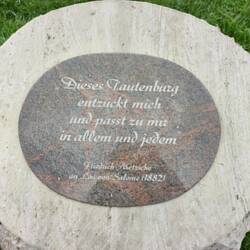 Dieses Tautenburg
entzückt mich
und passt zu mir
in allem und jedem
Friedrich Nietzsche
an Lou von Salomé (1882)